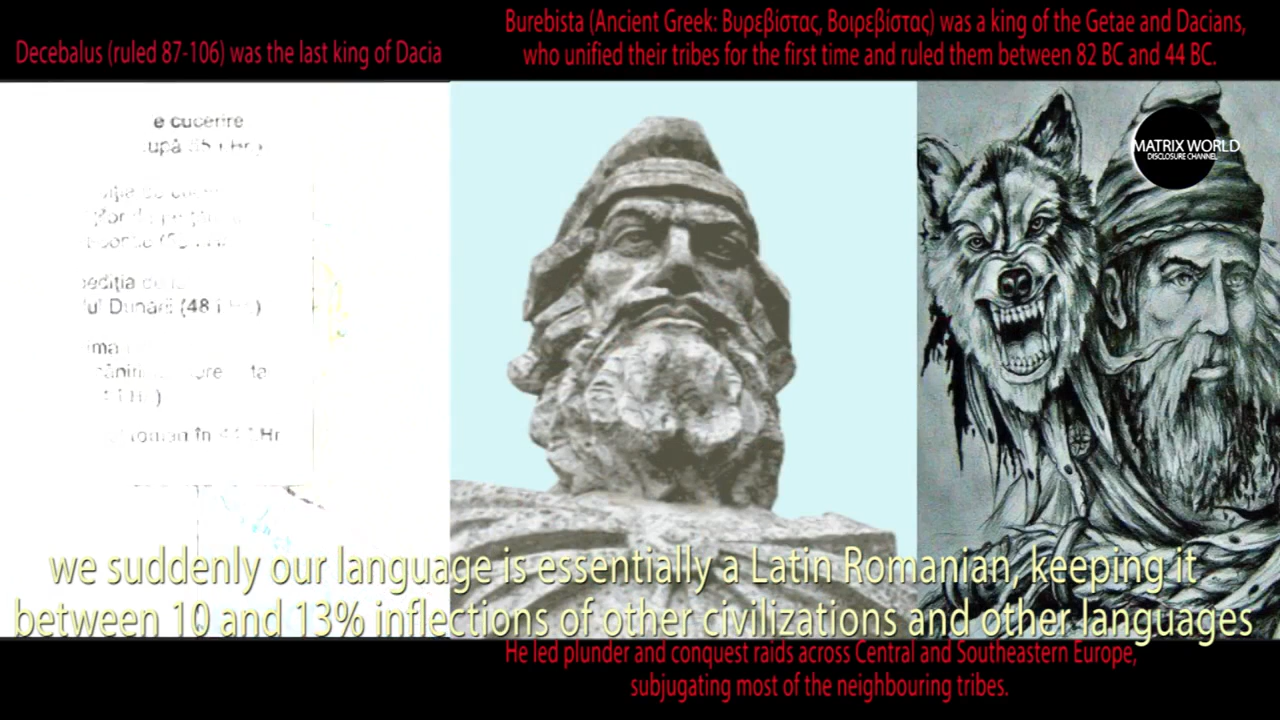 Decebalus (ruled 87-106) was the last king of Dacia
Burebista (Ancient Greek: Βυρεβίστας, Βοιρεβίστας) was a king of the Getae and Dacians,
who unified their tribes for the first time and ruled them between 82 BC and 44 BC.
e cucerire
MATRIX WORLD
DISCLOSURE CHANNEL
(48
în
we suddenly our language is essentially a Latin Romanian, keeping it
between 10 and 13% inflections of other civilizations and other languages
He led plunder and conquest raids across Central and Southeastern Europe,
subjugating most of the neighbouring tribes.